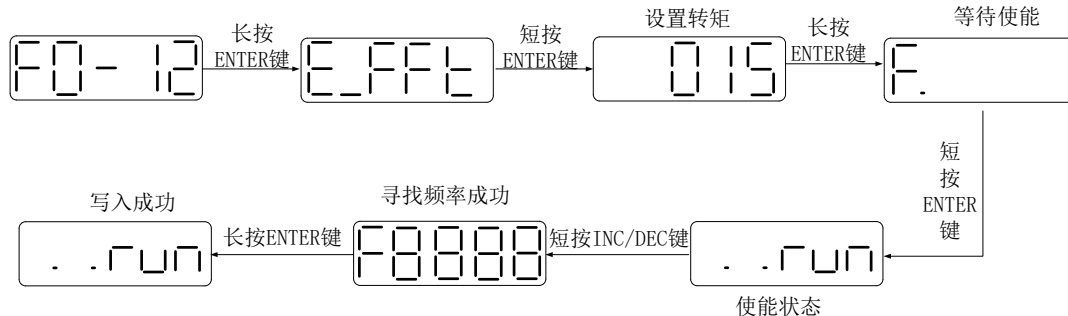 设置转矩
等待使能
F0-12
长按
ENTER键
E_FFt
短按
ENTER键
015
长按
ENTER键
F.
短
按
ENTER
键
写入成功
寻找频率成功
. .run
长按ENTER键
F8888
短按INC/DEC键
. .run
使能状态